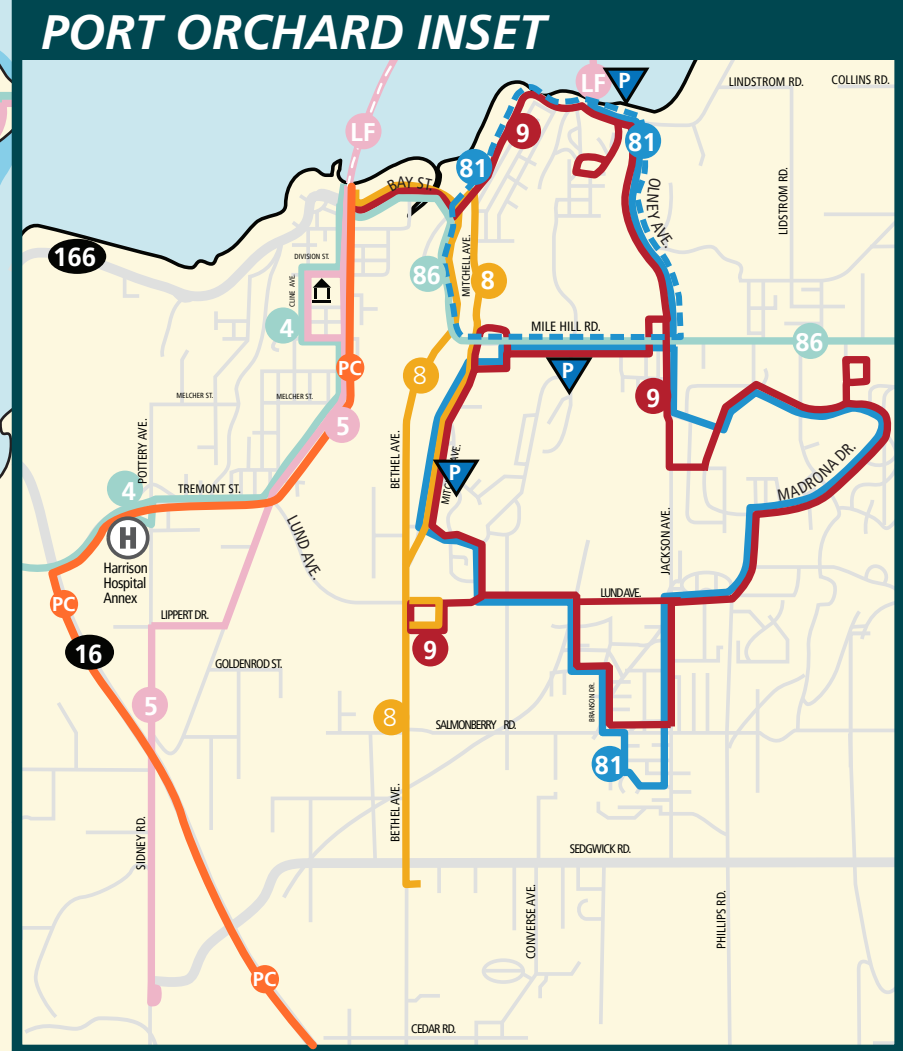 PORT ORCHARD INSET
LF
P
LINDSTROM RD.
COLLINS RD.
LF
9
81
81
BAY ST.
OLNEY AVE.
LIDSTROM RD.
166
DIVISION ST.
CLINE AVE.
MITCHELL AVE.
86
8
4
MILE HILL RD.
86
PC
8
P
MELCHER ST.
MELCHER ST.
9
5
POTTERY AVE.
BETHEL AVE.
P
4
TREMONT ST.
MADRONA DR.
LUND AVE.
H
Harrison
Hospital
Annex
JACKSON AVE.
PC
LUND AVE.
LIPPERT DR.
16
9
GOLDENROD ST.
5
8
SALMONBERRY RD.
BRANSON DR.
81
SIDNEY RD.
BETHEL AVE.
SEDGWICK RD.
CONVERSE AVE.
PHILLIPS RD.
PC
CEDAR RD.